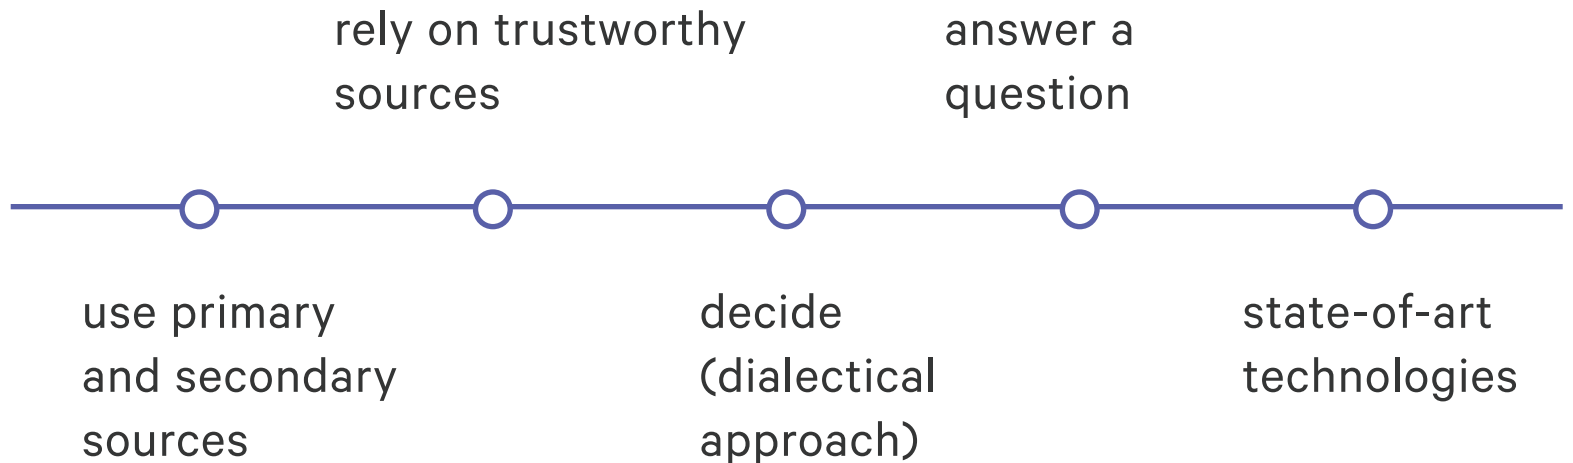 rely on trustworthy
sources
answer a
question
use primary
and secondary
sources
decide
(dialectical
approach)
state-of-art
technologies